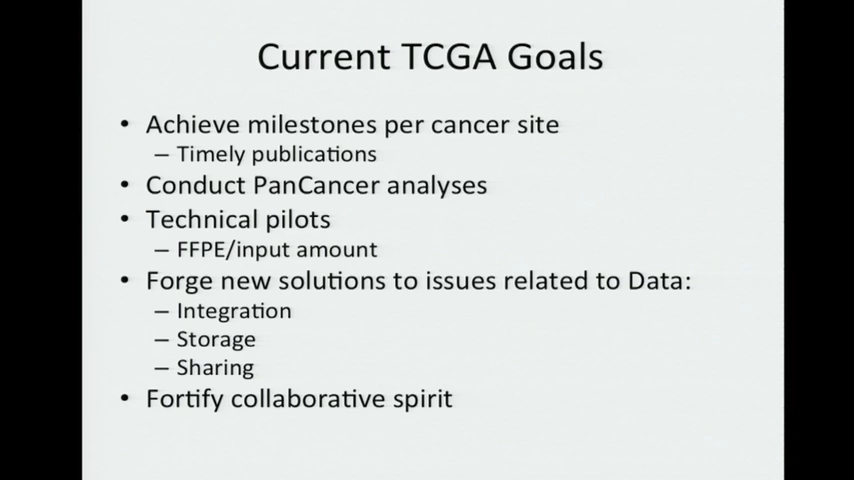 Current TCGA Goals
• Achieve milestones per cancer site
– Timely publications
• Conduct PanCancer analyses
• Technical pilots
– FFPE/input amount
• Forge new solutions to issues related to Data:
– Integration
– Storage
– Sharing
• Fortify collaborative spirit